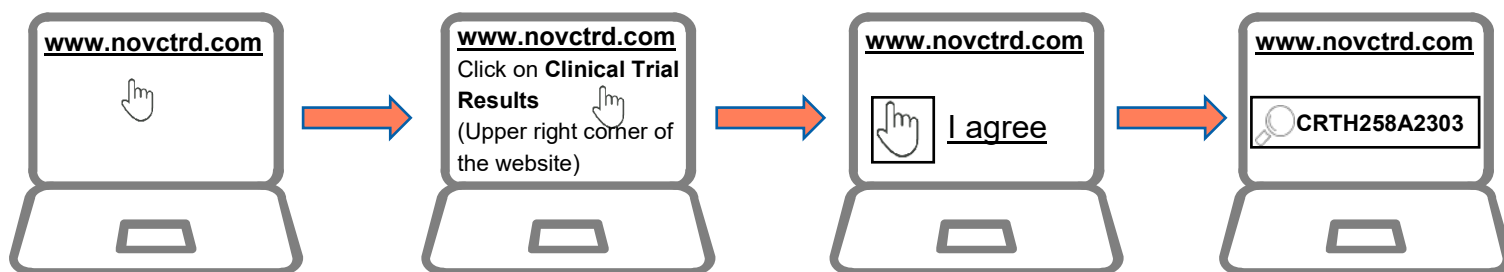 www.novctrd.com
www.novctrd.com
Click on Clinical Trial
Results
(Upper right corner of
the website)
www.novctrd.com
I agree
www.novctrd.com
CRTH258A2303